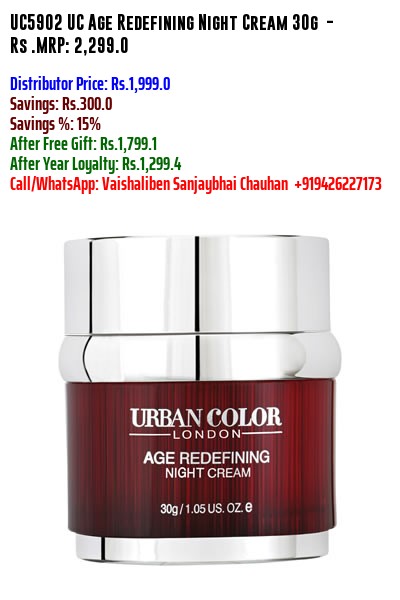 UC5902 UC Age Redefining Night Cream 30g -
Rs .MRP: 2,299.0
Distributor Price: Rs.1,999.0
Savings: Rs.300.0
Savings %: 15%
After Free Gift: Rs.1,799.1
After Year Loyalty: Rs.1,299.4
Call/WhatsApp: Vaishaliben Sanjaybhai Chauhan +919426227173
URBAN COLOR
LONDON
AGE REDEFINING
NIGHT CREAM
30g / 1.05 US. OZ. e